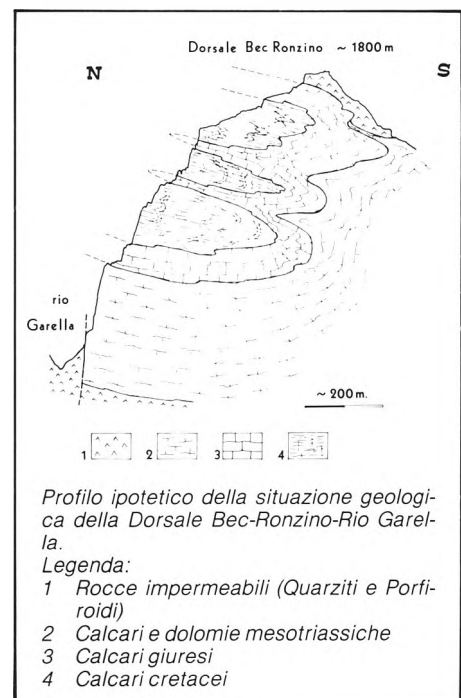 Dorsale Bec Ronzino ~ 1800 m
N
S
rio
Garella
~ 200 m.
1
2
3
4
Profilo ipotetico della situazione geologi-
ca della Dorsale Bec-Ronzino-Rio Garel-
la.
Legenda:
1 Rocce impermeabili (Quarziti e Porfi-
roidi)
2 Calcari e dolomie mesotriassiche
3 Calcari giuresi
4 Calcari cretacei